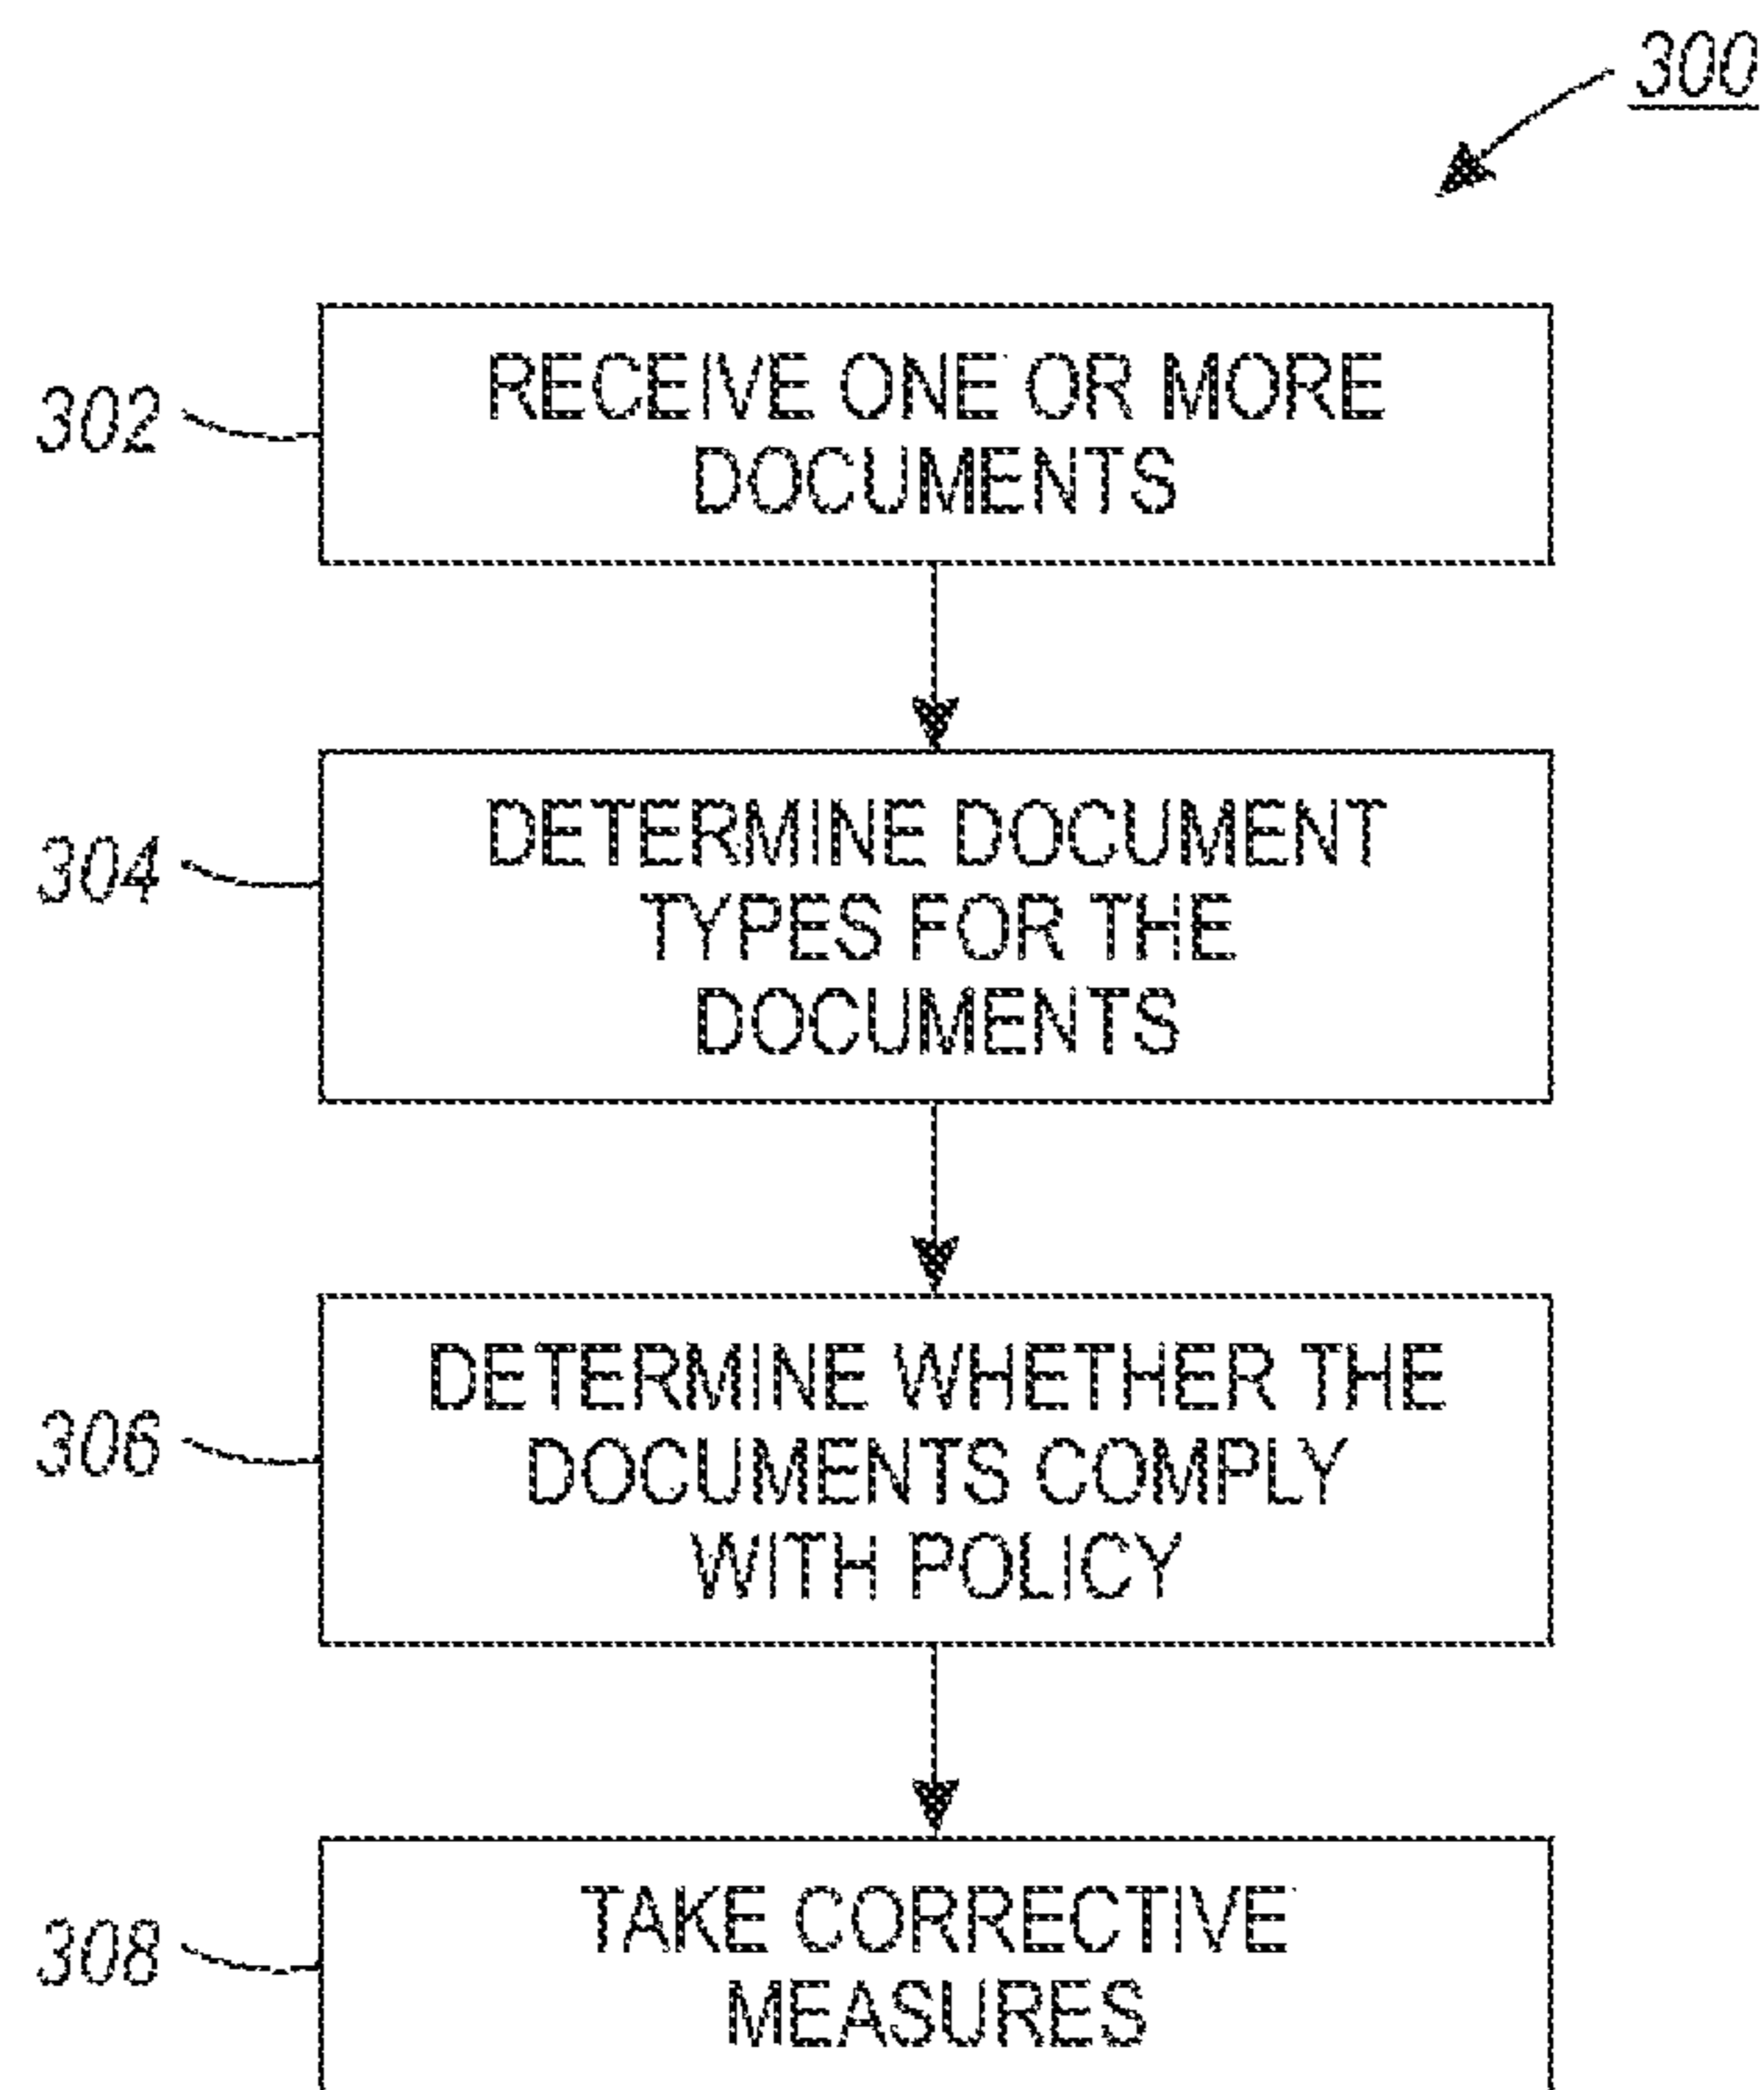 300
302
RECEIVE ONE OR MORE
DOCUMENTS
304
DETERMINE DOCUMENT
TYPES FOR THE
DOCUMENTS
306
DETERMINE WHETHER THE
DOCUMENTS COMPLY
WITH POLICY
308
TAKE CORRECTIVE
MEASURES